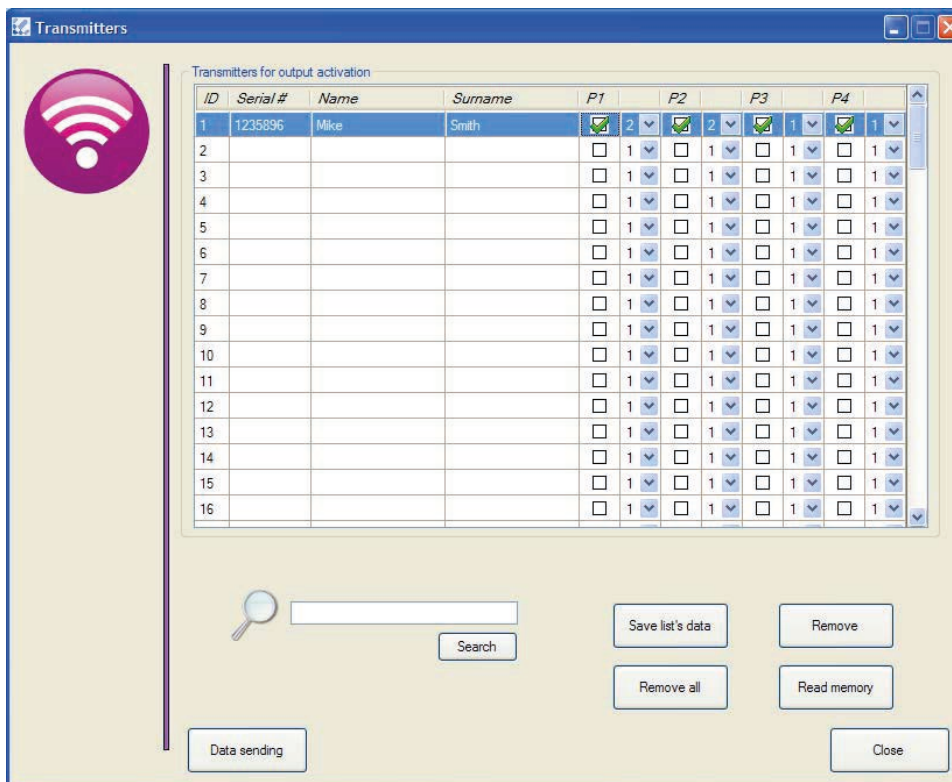 Transmitters
Transmitters for output activation
ID Serial # Name Surname P1 P2 P3 P4
1 1235896 Mike Smith 2 2 1 1
2 1 1 1 1
3 1 1 1 1
4 1 1 1 1
5 1 1 1 1
6 1 1 1 1
7 1 1 1 1
8 1 1 1 1
9 1 1 1 1
10 1 1 1 1
11 1 1 1 1
12 1 1 1 1
13 1 1 1 1
14 1 1 1 1
15 1 1 1 1
16 1 1 1 1
Search
Save list's data Remove
Remove all Read memory
Data sending Close